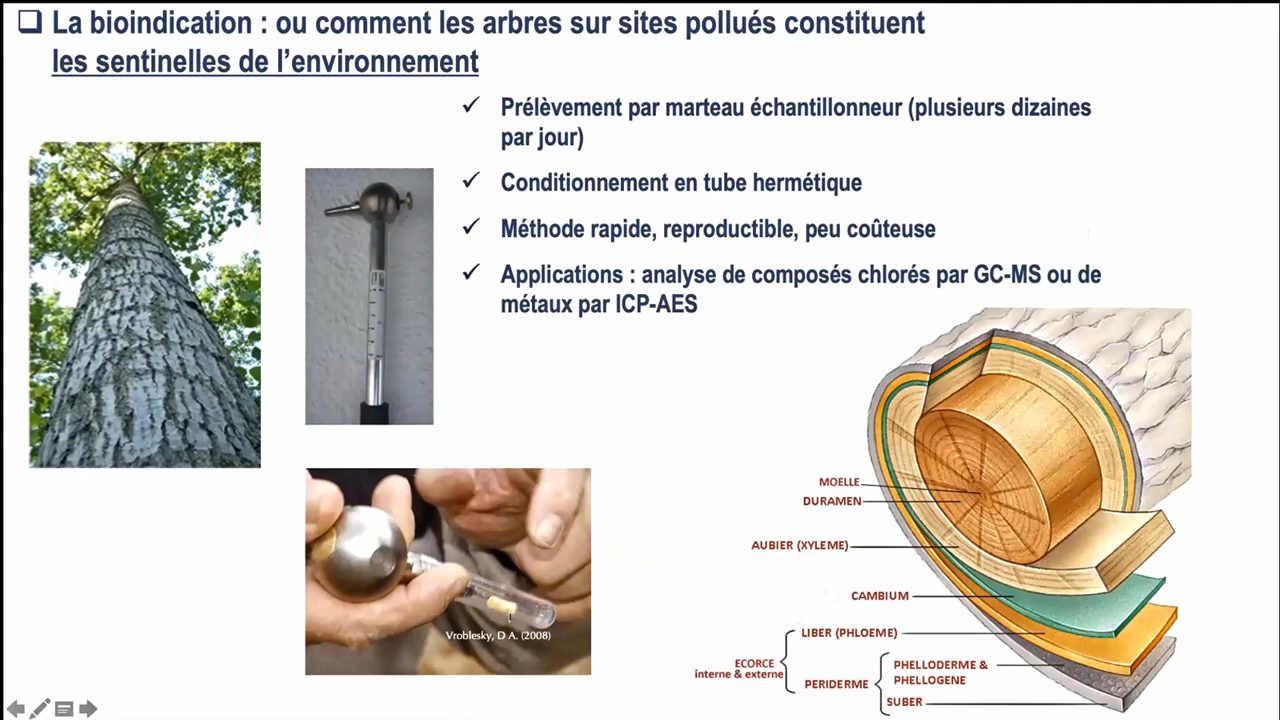 La bioindication : ou comment les arbres sur sites pollués constituent
les sentinelles de l’environnement
Prélèvement par marteau échantillonneur (plusieurs dizaines
par jour)
Conditionnement en tube hermétique
Méthode rapide, reproductible, peu coûteuse
Applications : analyse de composés chlorés par GC-MS ou de
métaux par ICP-AES
Vroblesky, D A. (2008)
MOELLE
DURAMEN
AUBIER (XYLEME)
CAMBIUM
LIBER (PHLOEME)
ECORCE
interne & externe
PERIDERME
PHELLODERME &
PHELLOGENE
SUBER